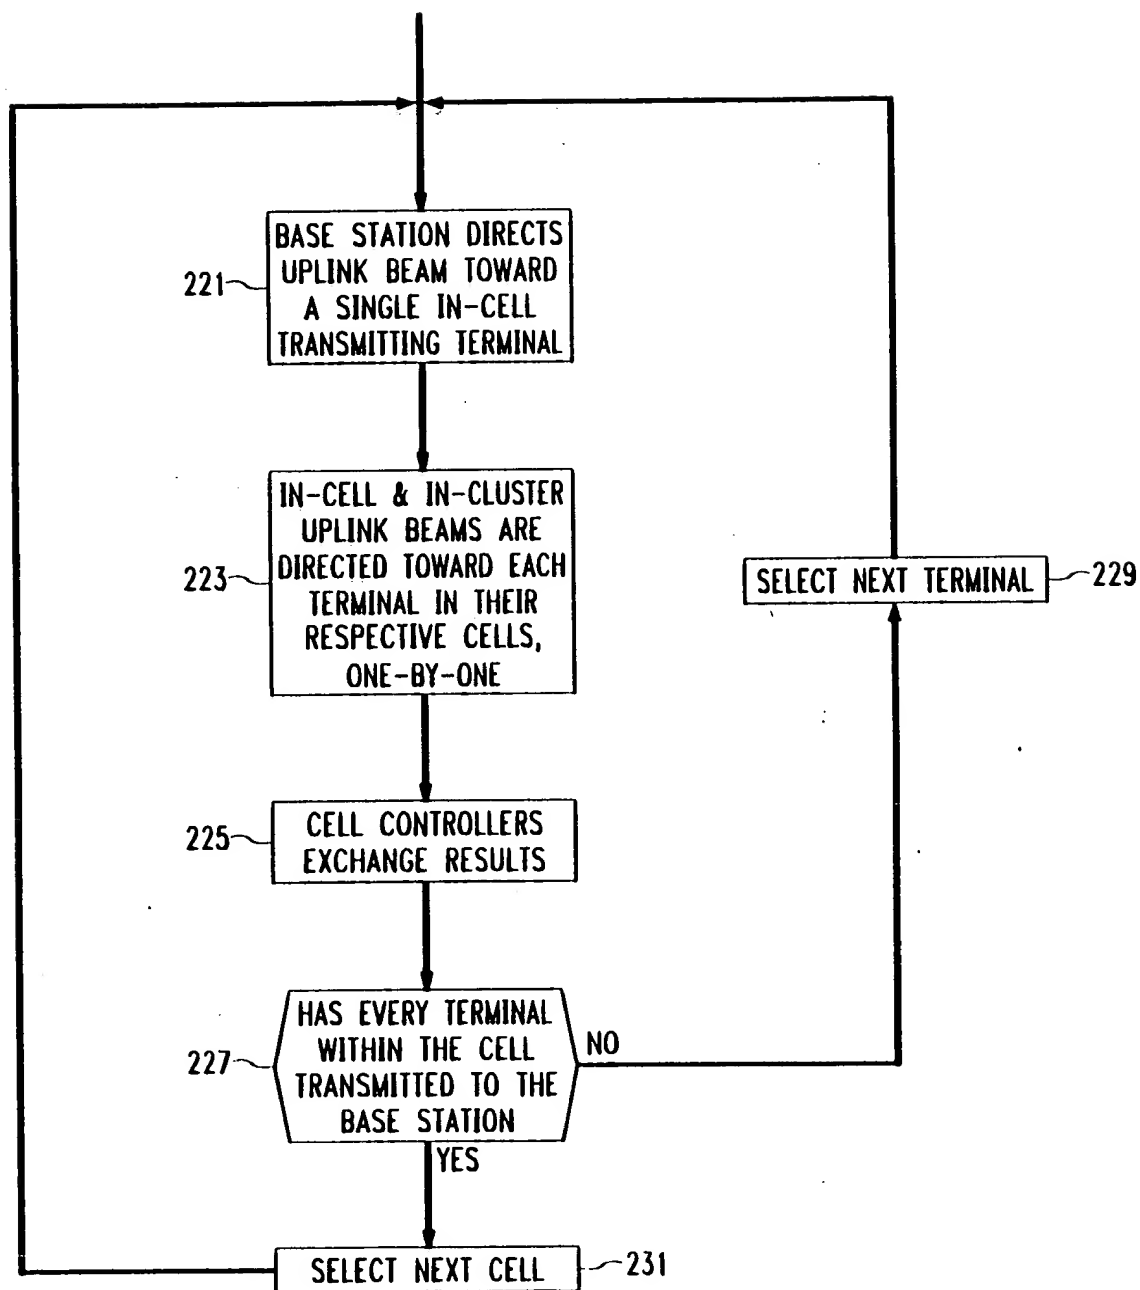 BASE STATION DIRECTS
UPLINK BEAM TOWARD
A SINGLE IN-CELL
TRANSMITTING TERMINAL
221
IN-CELL & IN-CLUSTER
UPLINK BEAMS ARE
DIRECTED TOWARD EACH
TERMINAL IN THEIR
RESPECTIVE CELLS,
ONE-BY-ONE
223
SELECT NEXT TERMINAL
229
CELL CONTROLLERS
EXCHANGE RESULTS
225
HAS EVERY TERMINAL
WITHIN THE CELL
TRANSMITTED TO THE
BASE STATION
227
NO
YES
SELECT NEXT CELL
231